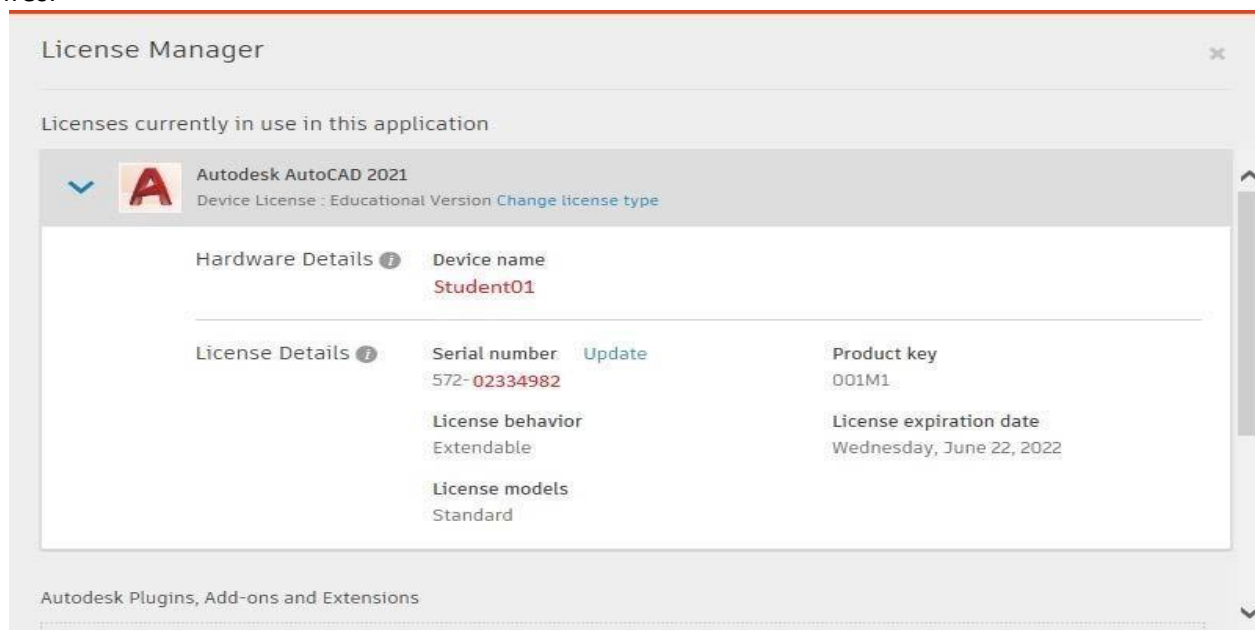 License Manager
Licenses currently in use in this application
Autodesk AutoCAD 2021
Device License : Educational Version Change license type
Hardware Details
Device name
Student01
License Details
Serial number Update
572- 02334982
Product key
001M1
License behavior
Extendable
License expiration date
Wednesday, June 22, 2022
License models
Standard
Autodesk Plugins, Add-ons and Extensions